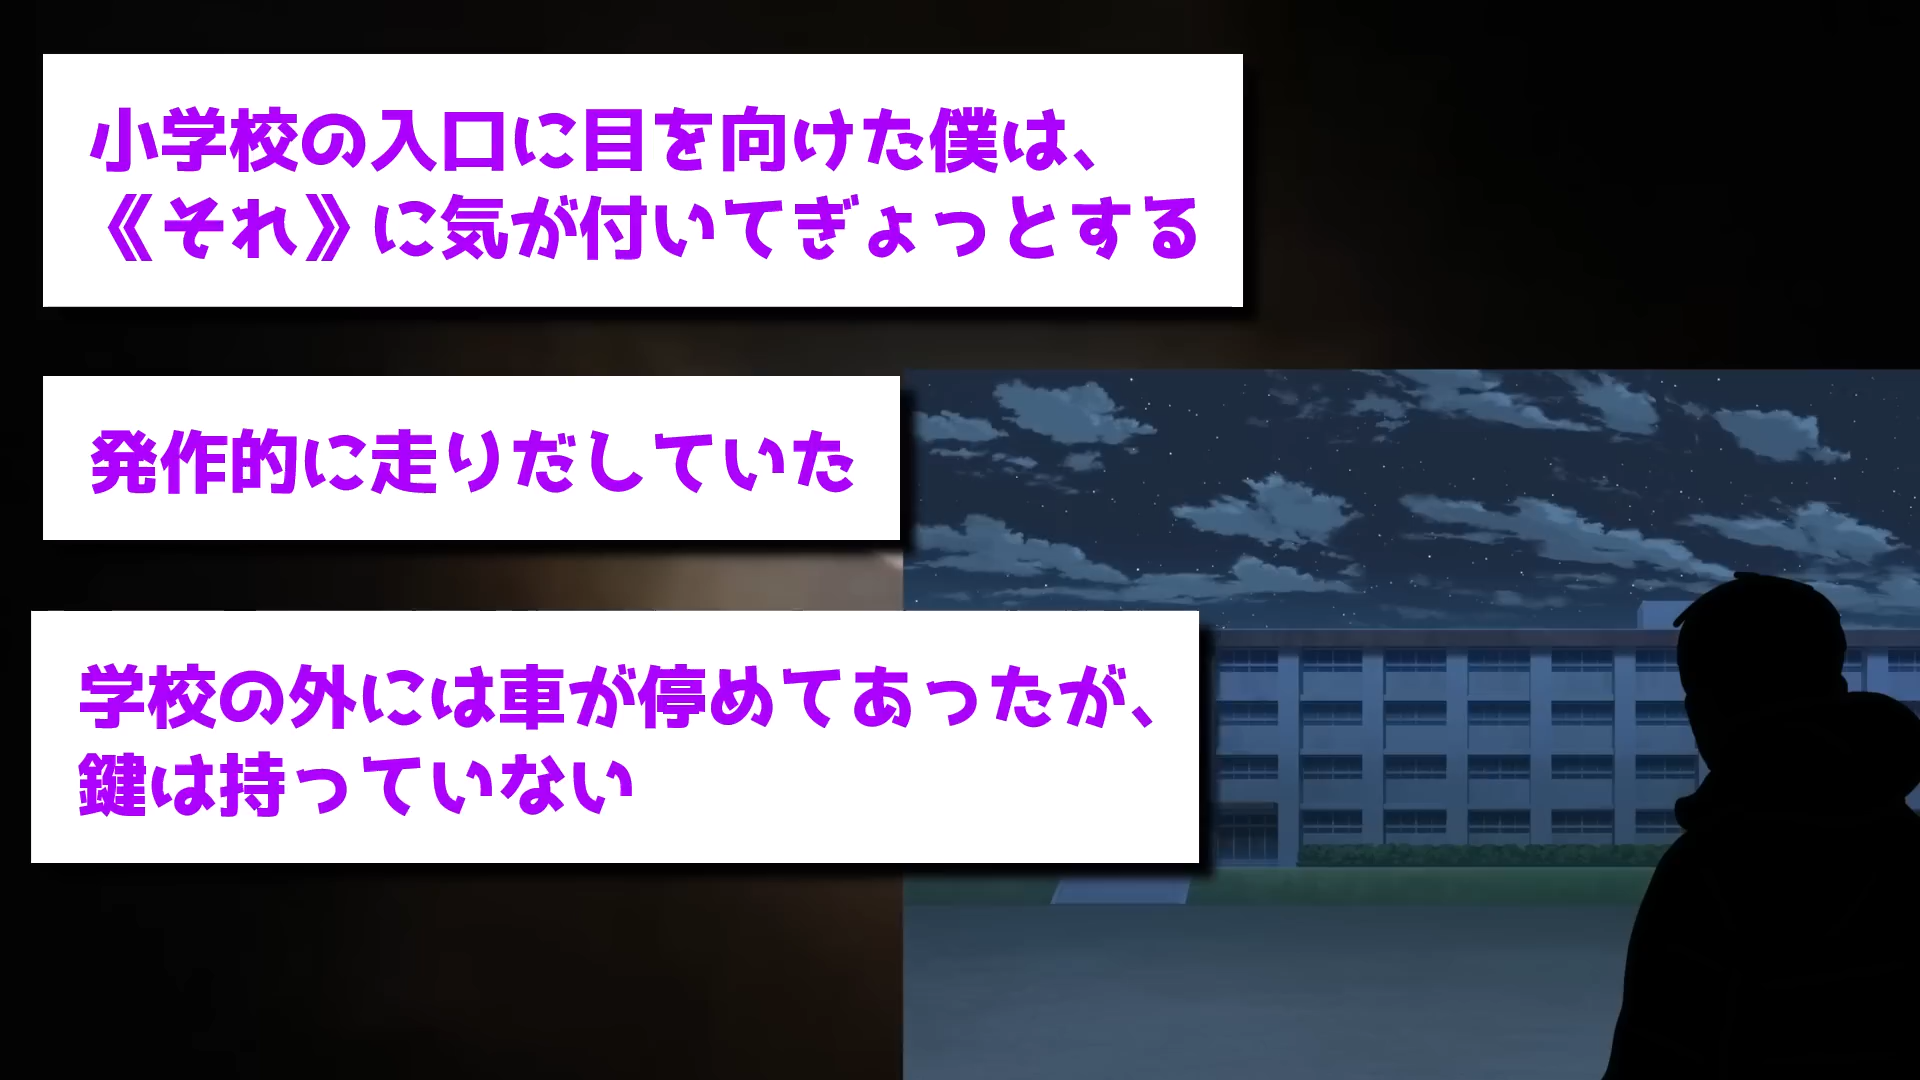 小学校の入口に目を向けた僕は、
《それ》に気が付いてぎょっとする
発作的に走りだしていた
学校の外には車が停めてあったが、
鍵は持っていない